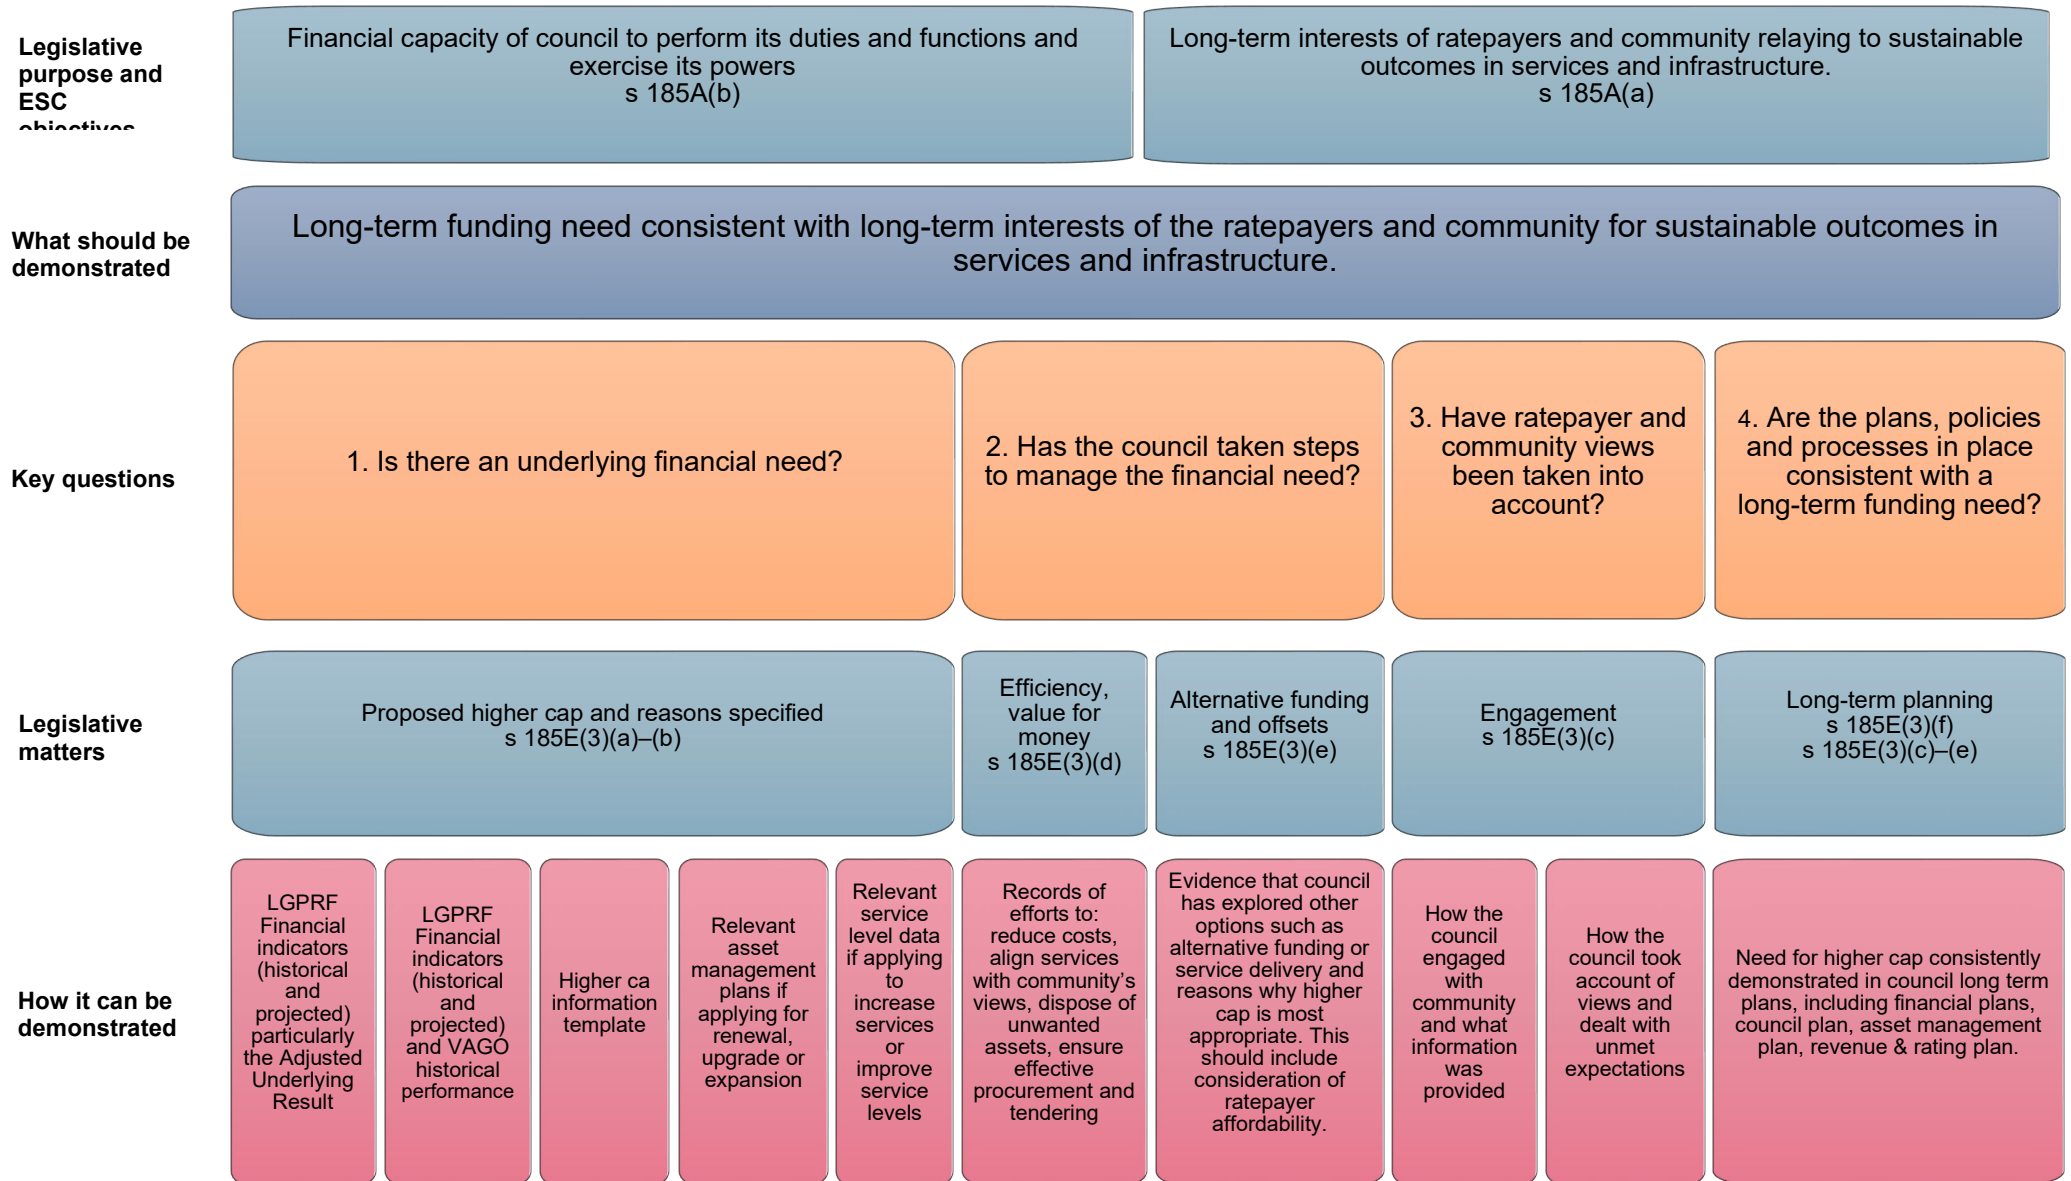 Legislative
purpose and
ESC
objectives
Financial capacity of council to perform its duties and functions and
exercise its powers
s 185A(b)
Long-term interests of ratepayers and community relaying to sustainable
outcomes in services and infrastructure.
s 185A(a)
What should be
demonstrated
Long-term funding need consistent with long-term interests of the ratepayers and community for sustainable outcomes in
services and infrastructure.
Key questions
1. Is there an underlying financial need?
2. Has the council taken steps
to manage the financial need?
3. Have ratepayer and
community views
been taken into
account?
4. Are the plans, policies
and processes in place
consistent with a
long-term funding need?
Legislative
matters
Proposed higher cap and reasons specified
s 185E(3)(a)–(b)
Efficiency,
value for
money
s 185E(3)(d)
Alternative funding
and offsets
s 185E(3)(e)
Engagement
s 185E(3)(c)
Long-term planning
s 185E(3)(f)
s 185E(3)(c)–(e)
How it can be
demonstrated
LGPRF
Financial
indicators
(historical
and
projected)
particularly
the Adjusted
Underlying
Result
LGPRF
Financial
indicators
(historical
and
projected)
and VAGO
historical
performance
Higher ca
information
template
Relevant
asset
management
plans if
applying for
renewal,
upgrade or
expansion
Relevant
service
level data
if applying
to
increase
services
or
improve
service
levels
Records of
efforts to:
reduce costs,
align services
with community’s
views, dispose of
unwanted
assets, ensure
effective
procurement and
tendering
Evidence that council
has explored other
options such as
alternative funding or
service delivery and
reasons why higher
cap is most
appropriate. This
should include
consideration of
ratepayer
affordability.
How the
council
engaged
with
community
and what
information
was
provided
How the
council took
account of
views and
dealt with
unmet
expectations
Need for higher cap consistently
demonstrated in council long term
plans, including financial plans,
council plan, asset management
plan, revenue & rating plan.